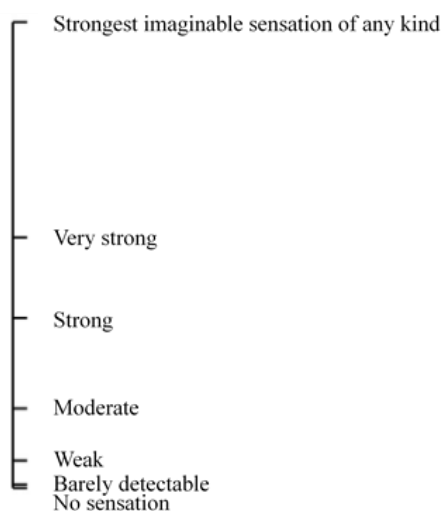 Strongest imaginable sensation of any kind
Very strong
Strong
Moderate
Weak
Barely detectable
No sensation